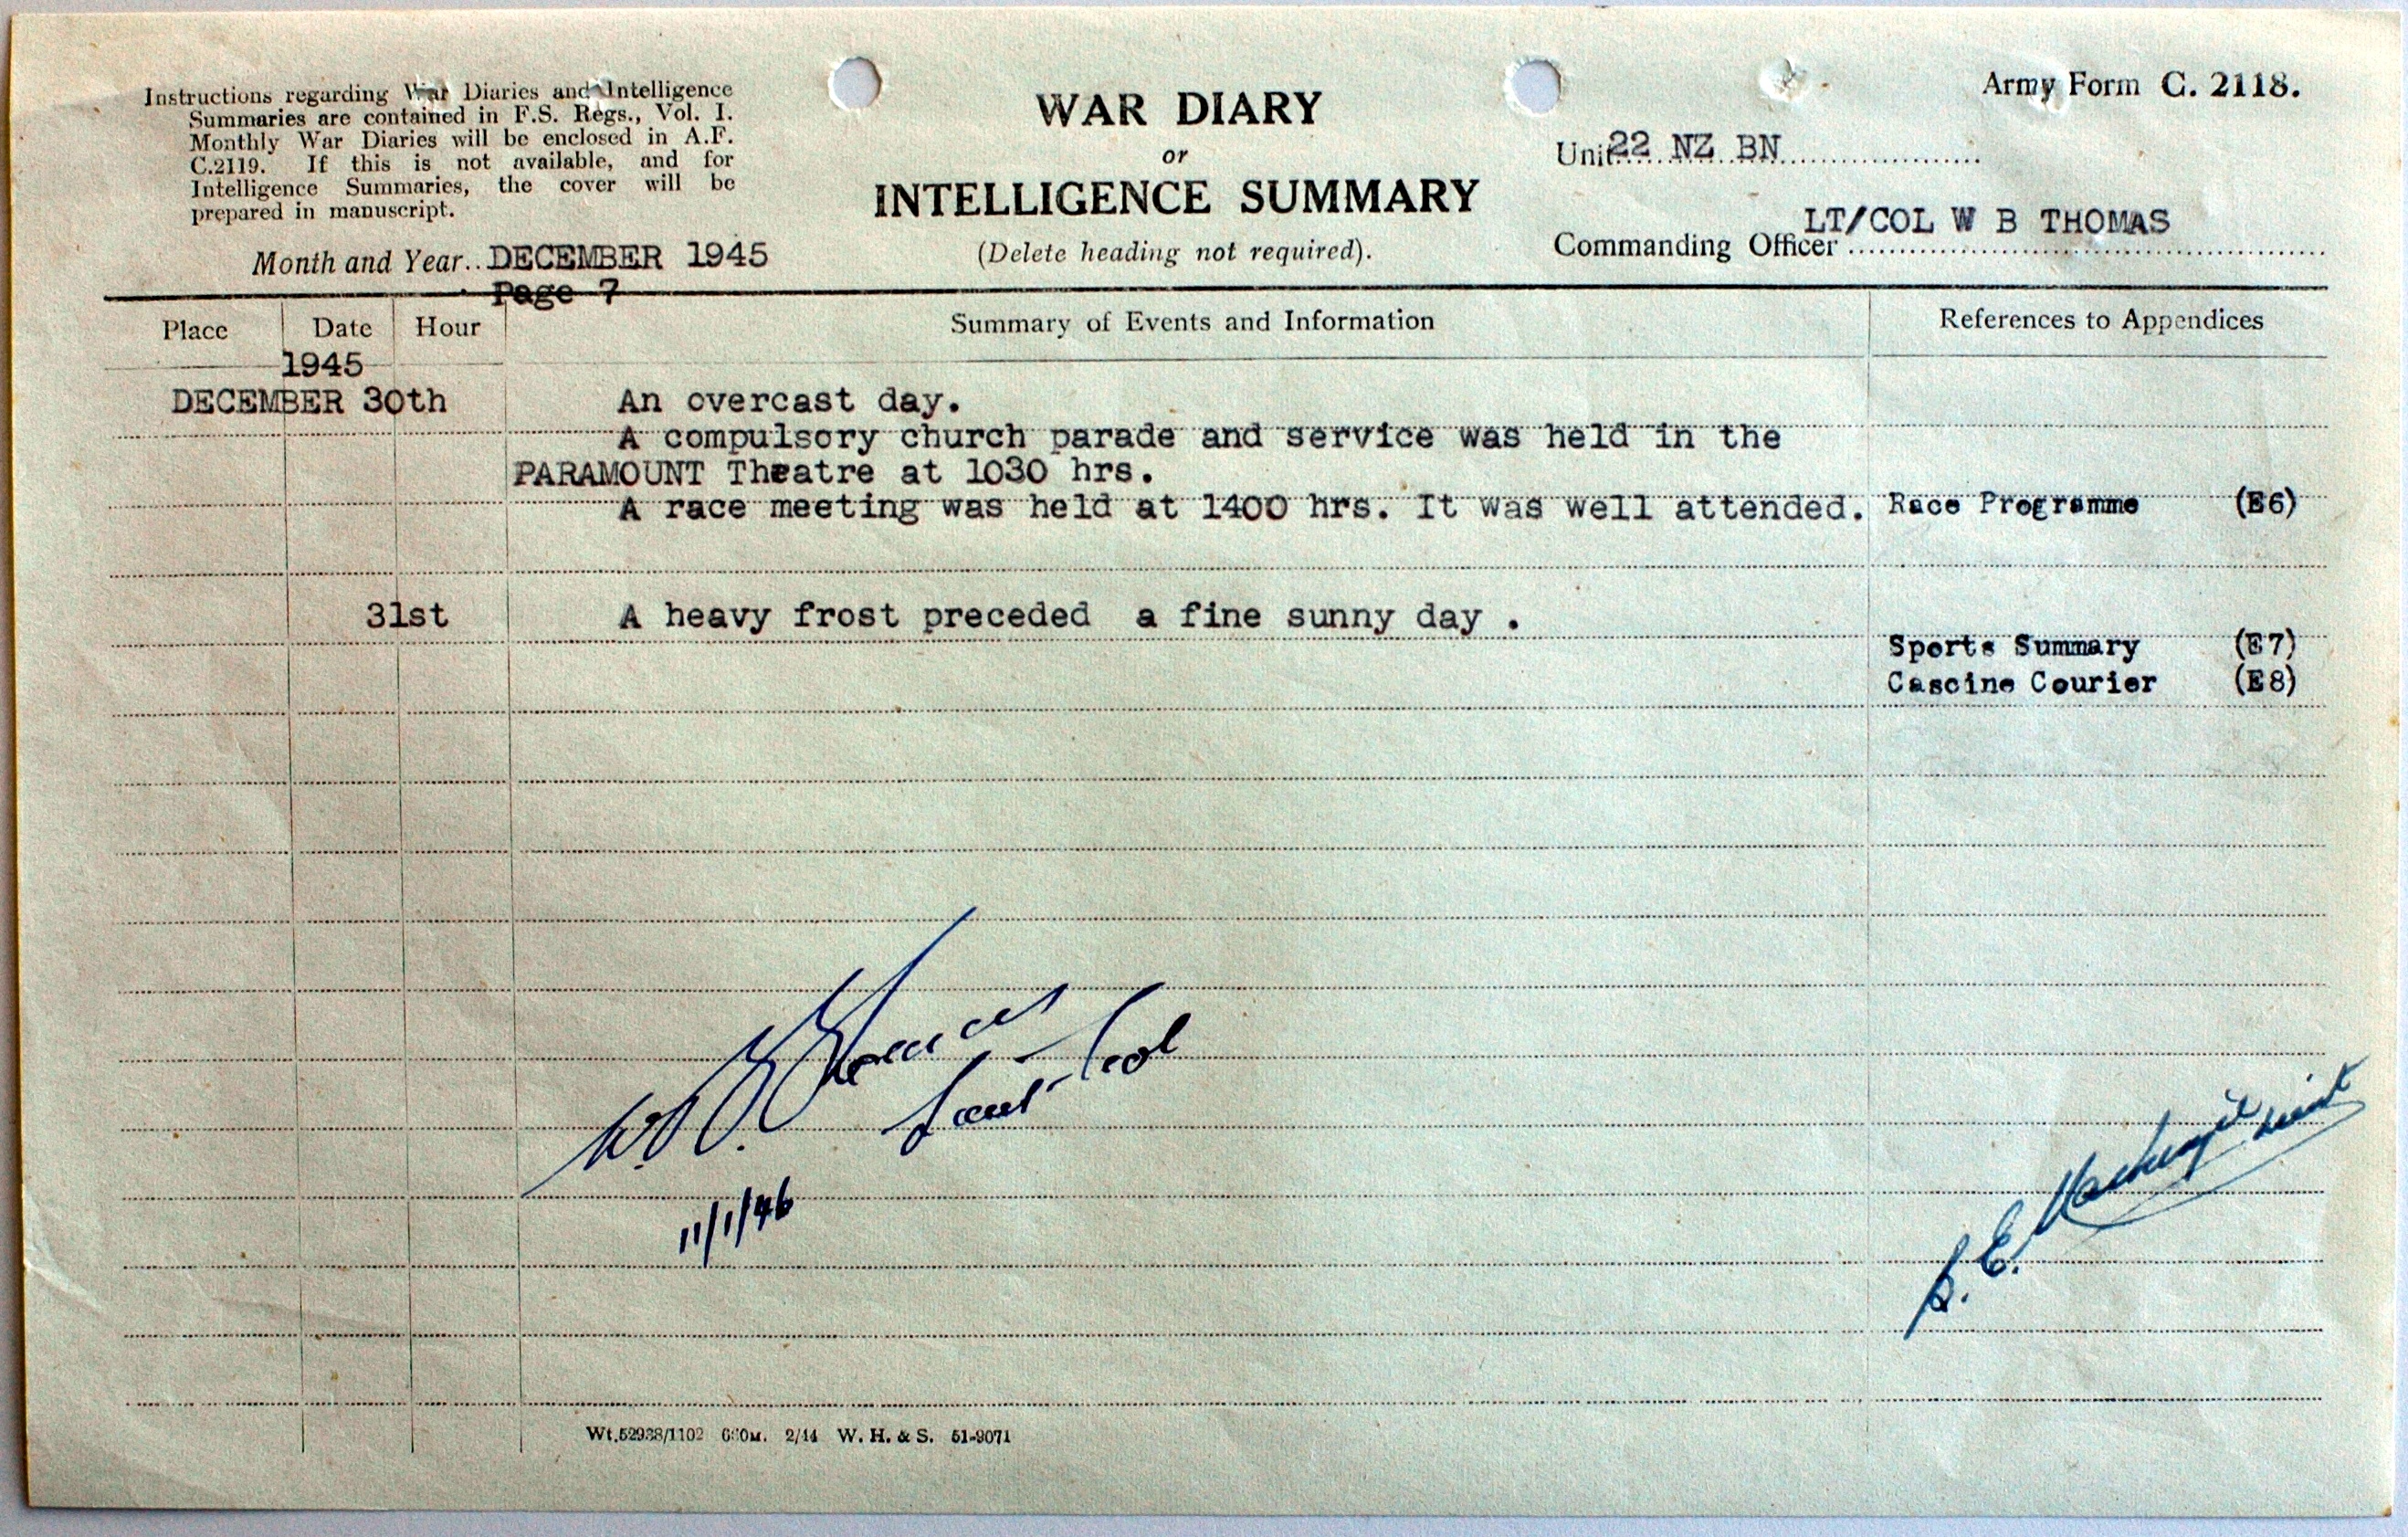 Instructions regarding War Diaries and Intelligence
Summaries are contained in F.S. Regs., Vol. I.
Monthly War Diaries will be enclosed in A.F.
C.2119. If this is not available, and for
Intelligence Summaries, the cover will be
prepared in manuscript.
Month and Year.. DECEMBER 1945
Page 7
WAR DIARY
or
INTELLIGENCE SUMMARY
(Delete heading not required).
Army Form C. 2118.
Unit 22 NZ BN
LT/COL W B THOMAS
Commanding Officer
Place Date Hour Summary of Events and Information References to Appendices
1945
DECEMBER 30th An overcast day.
A compulsory church parade and service was held in the
PARAMOUNT Theatre at 1030 hrs.
A race meeting was held at 1400 hrs. It was well attended. Race Programme (E6)
31st A heavy frost preceded a fine sunny day .
Sports Summary (E7)
Cascine Courier (E8)
W.B. Thomas
Lieut-Col
11/1/46
E. Mackenzie Lieut
Wt.52938/1102 2/44 W. H. & S. 51-9071